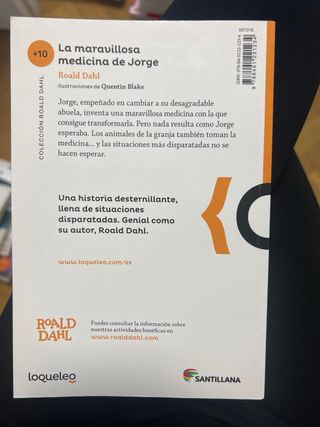 +10
COLECCIÓN ROALD DAHL
La maravillosa
medicina de Jorge
Roald Dahl
Ilustraciones de Quentin Blake
Jorge, empeñado en cambiar a su desagradable
abuela, inventa una maravillosa medicina con la
que consigue transformarla. Pero nada resulta como Jorge
esperaba. Los animales de la granja también toman la
medicina... y las situaciones más disparatadas no se
hacen esperar.
Una historia desternillante,
llena de situaciones
disparatadas. Genial como
su autor, Roald Dahl.
www.loqueleo.com/es
ROALD
DAHL
Puedes consultar la información sobre
nuestras actividades benéficas en
www.roalddahl.com
loqueleo
SANTILLANA